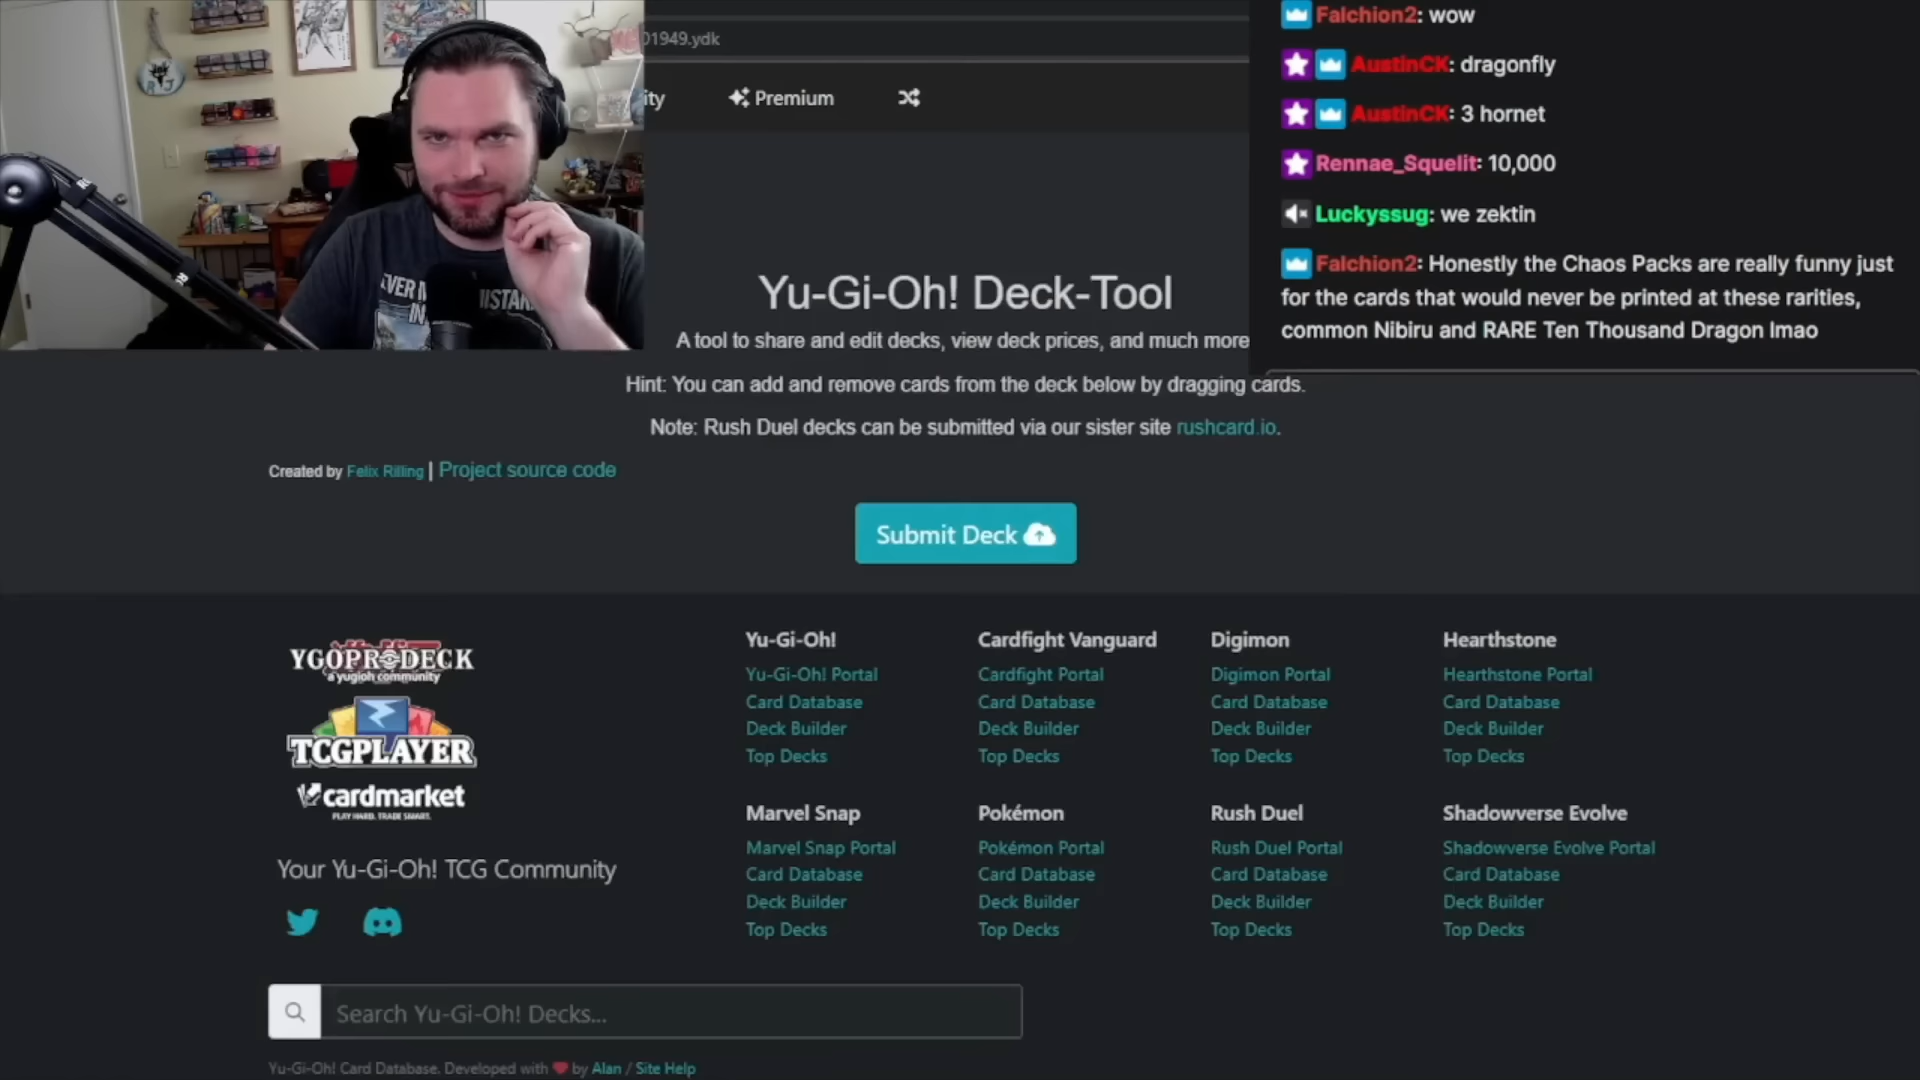 01949.ydk
ity
Premium
Yu-Gi-Oh! Deck-Tool
A tool to share and edit decks, view deck prices, and much more
Hint: You can add and remove cards from the deck below by dragging cards.
Note: Rush Duel decks can be submitted via our sister site rushcard.io.
Created by Felix Rilling | Project source code
Submit Deck
Falchion2: wow
AustinCK: dragonfly
AustinCK: 3 hornet
Rennae_Squelit: 10,000
Luckyssug: we zektin
Falchion2: Honestly the Chaos Packs are really funny just
for the cards that would never be printed at these rarities,
common Nibiru and RARE Ten Thousand Dragon lmao
YGOPRODECK
a yugioh community
TCGPLAYER
cardmarket
PLAY HARD. TRADE SMART.
Your Yu-Gi-Oh! TCG Community
Yu-Gi-Oh!
Yu-Gi-Oh! Portal
Card Database
Deck Builder
Top Decks
Cardfight Vanguard
Cardfight Portal
Card Database
Deck Builder
Top Decks
Digimon
Digimon Portal
Card Database
Deck Builder
Top Decks
Hearthstone
Hearthstone Portal
Card Database
Deck Builder
Top Decks
Marvel Snap
Marvel Snap Portal
Card Database
Deck Builder
Top Decks
Pokémon
Pokémon Portal
Card Database
Deck Builder
Top Decks
Rush Duel
Rush Duel Portal
Card Database
Deck Builder
Top Decks
Shadowverse Evolve
Shadowverse Evolve Portal
Card Database
Deck Builder
Top Decks
Search Yu-Gi-Oh! Decks...
Yu-Gi-Oh! Card Database. Developed with ❤ by Alan / Site Help